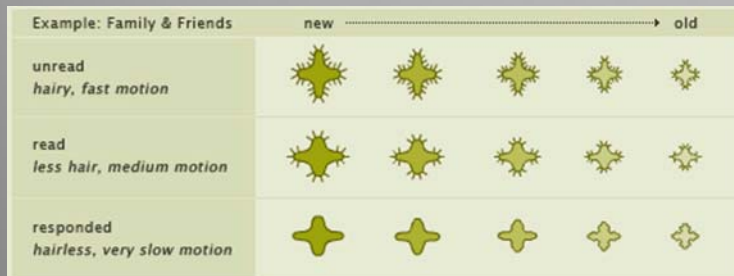 Example: Family & Friends new old
unread
hairy, fast motion
read
less hair, medium motion
responded
hairless, very slow motion